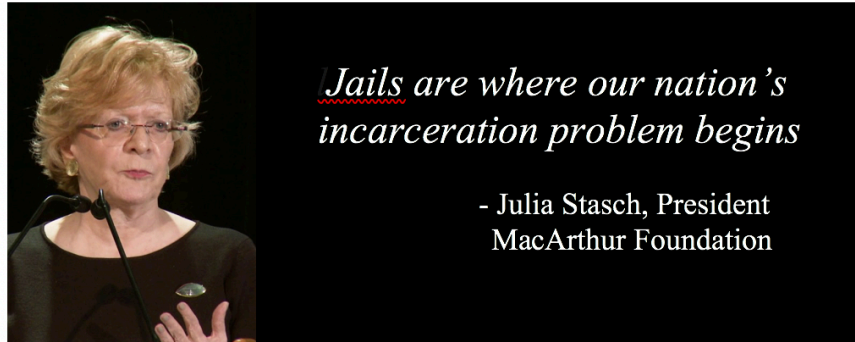 Jails are where our nation's
incarceration problem begins
- Julia Stasch, President
MacArthur Foundation